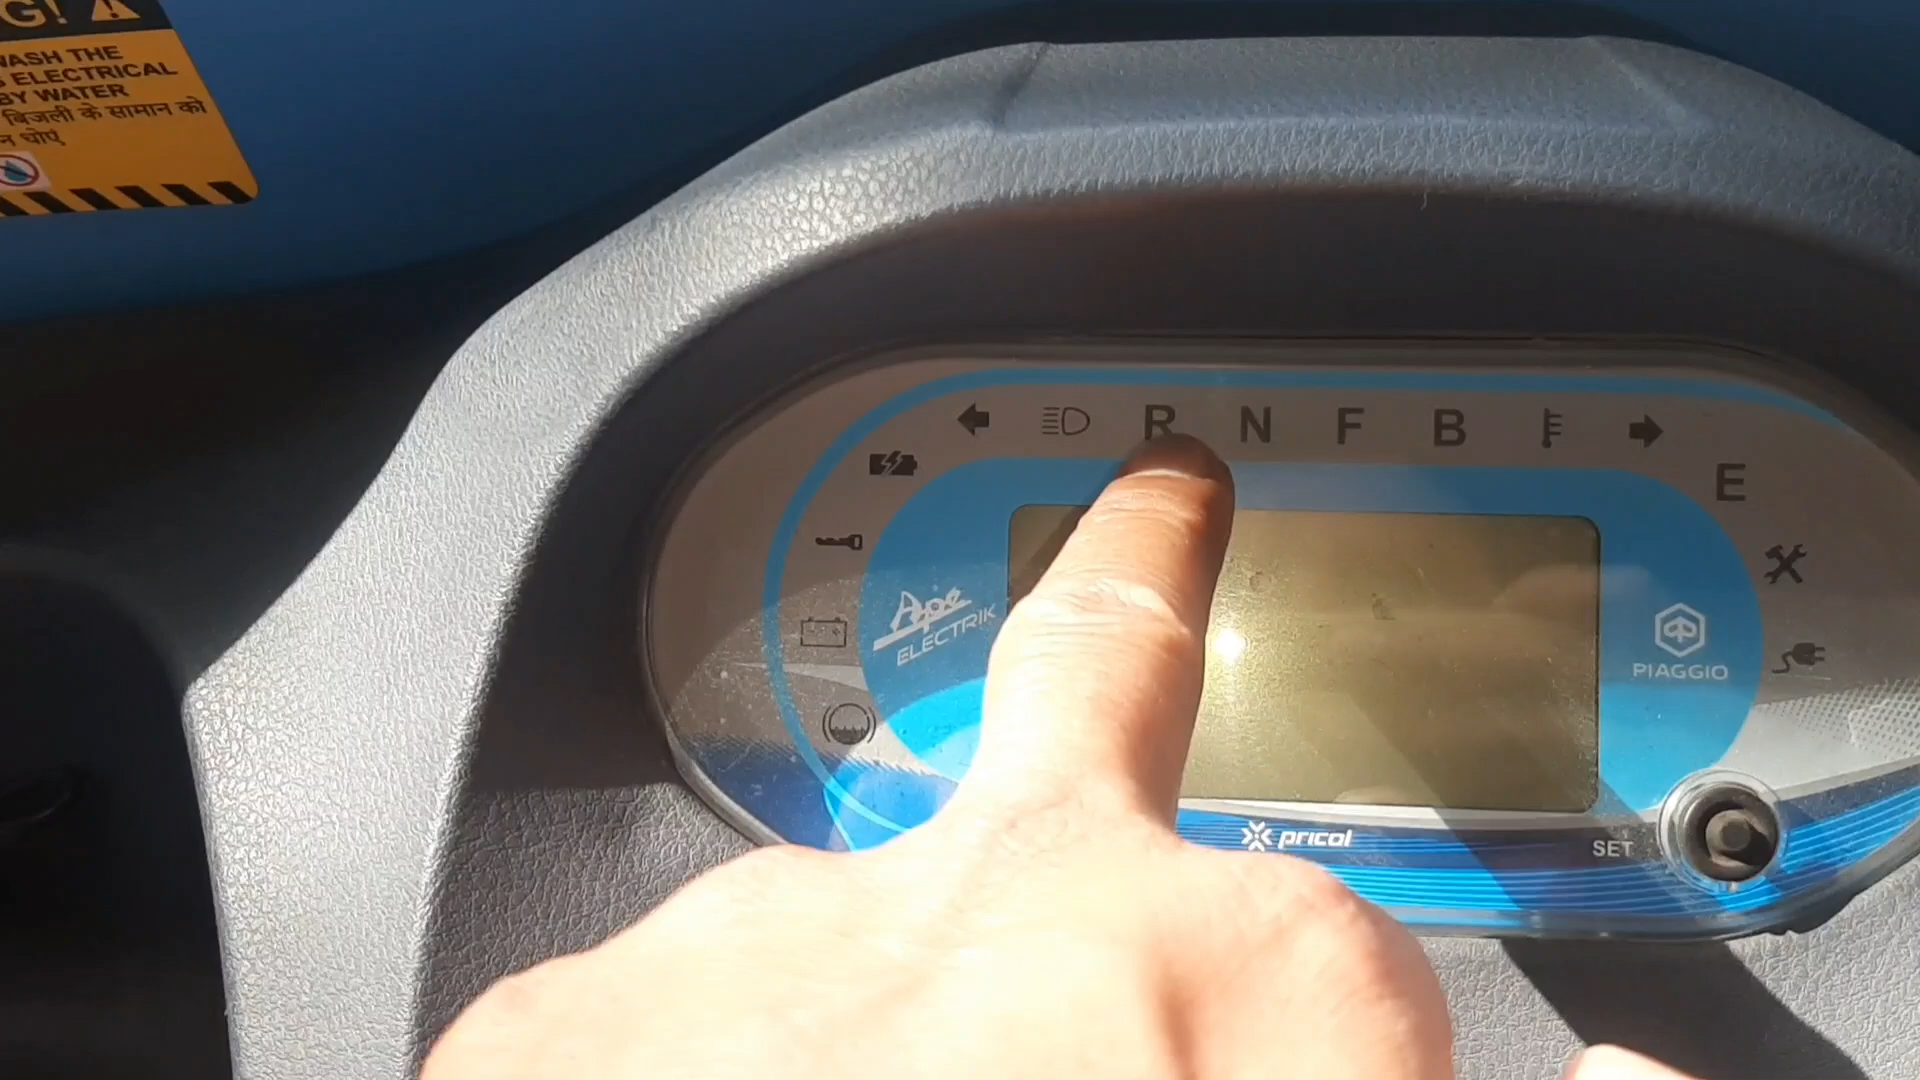 G!
WASH THE
ELECTRICAL
BY WATER
बिजली के सामान को
न धोएं
R N F B
E
Ape
ELECTRIK
PIAGGIO
pricol
SET